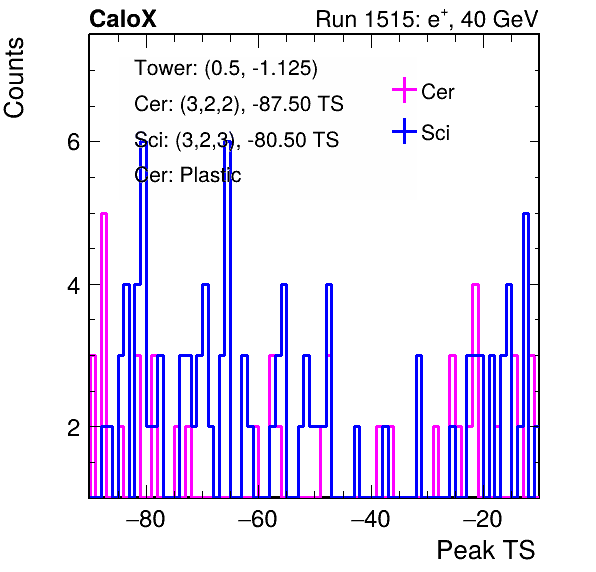 CaloX Run 1515: e⁺, 40 GeV
Counts
Tower: (0.5, -1.125)
Cer: (3,2,2), -87.50 TS
Sci: (3,2,3), -80.50 TS
Cer: Plastic
Cer
Sci
6
4
2
−80 −60 −40 −20
Peak TS